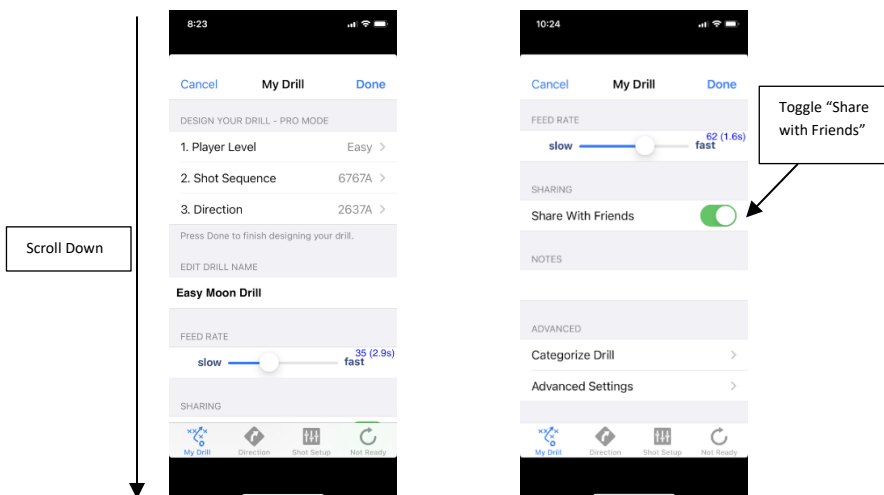 Scroll Down
8:23
Cancel My Drill Done
DESIGN YOUR DRILL - PRO MODE
1. Player Level Easy >
2. Shot Sequence 6767A >
3. Direction 2637A >
Press Done to finish designing your drill.
EDIT DRILL NAME
Easy Moon Drill
FEED RATE
35 (2.9s)
slow fast
SHARING
My Drill Direction Shot Setup Not Ready
10:24
Cancel My Drill Done
FEED RATE
62 (1.6s)
slow fast
SHARING
Share With Friends
NOTES
ADVANCED
Categorize Drill >
Advanced Settings >
My Drill Direction Shot Setup Not Ready
Toggle “Share
with Friends”